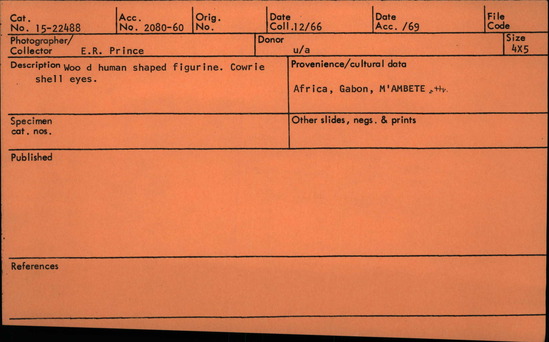 Cat. No. 15-22488 Acc. No. 2080-60 Orig. No. Date Coll. 12/66 Date Acc. /69 File Code
Photographer/ Collector E.R. Prince Donor u/a Size 4X5
Description Woo d human shaped figurine. Cowrie
shell eyes.
Provenience/cultural data
Africa, Gabon, M'AMBETE
Specimen
cat. nos.
Other slides, negs. & prints
Published
References